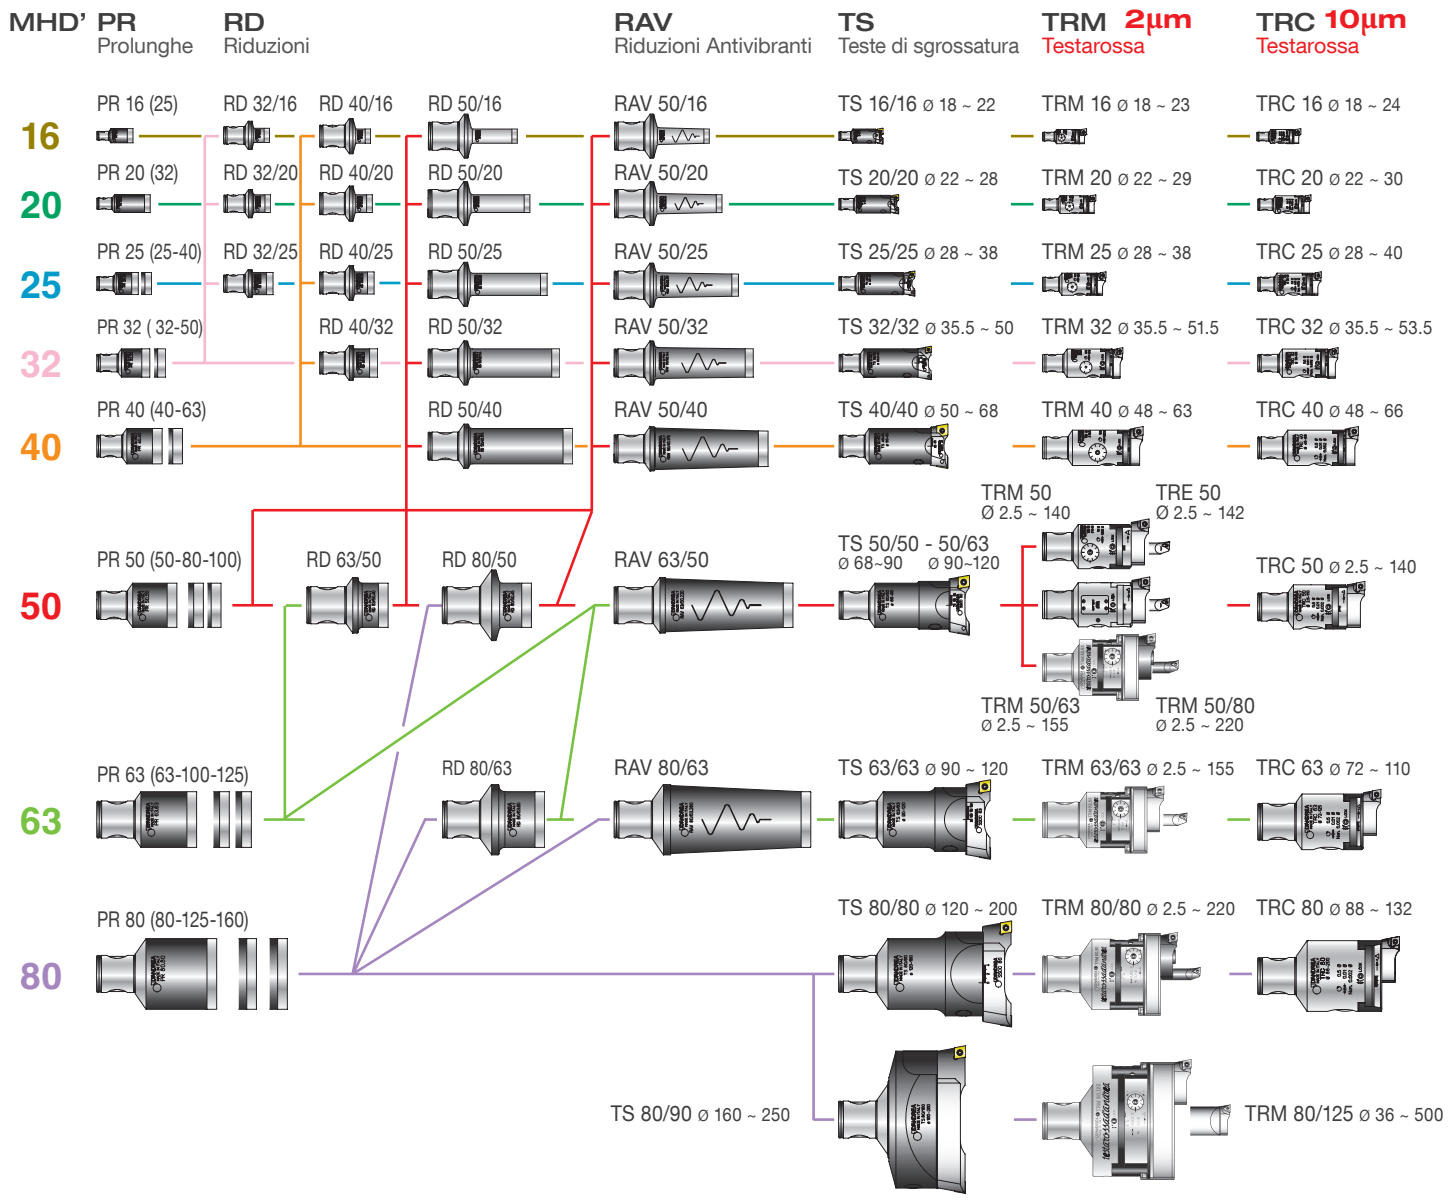 MHD’ PR RD RAV TS TRM 2µm TRC 10µm
Prolunghe Riduzioni Riduzioni Antivibranti Teste di sgrossatura Testarossa Testarossa
PR 16 (25) RD 32/16 RD 40/16 RD 50/16 RAV 50/16 TS 16/16 Ø 18 ~ 22 TRM 16 Ø 18 ~ 23 TRC 16 Ø 18 ~ 24
16
PR 20 (32) RD 32/20 RD 40/20 RD 50/20 RAV 50/20 TS 20/20 Ø 22 ~ 28 TRM 20 Ø 22 ~ 29 TRC 20 Ø 22 ~ 30
20
PR 25 (25-40) RD 32/25 RD 40/25 RD 50/25 RAV 50/25 TS 25/25 Ø 28 ~ 38 TRM 25 Ø 28 ~ 38 TRC 25 Ø 28 ~ 40
25
PR 32 ( 32-50) RD 40/32 RD 50/32 RAV 50/32 TS 32/32 Ø 35.5 ~ 50 TRM 32 Ø 35.5 ~ 51.5 TRC 32 Ø 35.5 ~ 53.5
32
PR 40 (40-63) RD 50/40 RAV 50/40 TS 40/40 Ø 50 ~ 68 TRM 40 Ø 48 ~ 63 TRC 40 Ø 48 ~ 66
40
TRM 50 TRE 50
Ø 2.5 ~ 140 Ø 2.5 ~ 142
PR 50 (50-80-100) RD 63/50 RD 80/50 RAV 63/50 TS 50/50 - 50/63 TRC 50 Ø 2.5 ~ 140
Ø 68~90 Ø 90~120
50
TRM 50/63 TRM 50/80
Ø 2.5 ~ 155 Ø 2.5 ~ 220
PR 63 (63-100-125) RD 80/63 RAV 80/63 TS 63/63 Ø 90 ~ 120 TRM 63/63 Ø 2.5 ~ 155 TRC 63 Ø 72 ~ 110
63
PR 80 (80-125-160) TS 80/80 Ø 120 ~ 200 TRM 80/80 Ø 2.5 ~ 220 TRC 80 Ø 88 ~ 132
80
TS 80/90 Ø 160 ~ 250 TRM 80/125 Ø 36 ~ 500